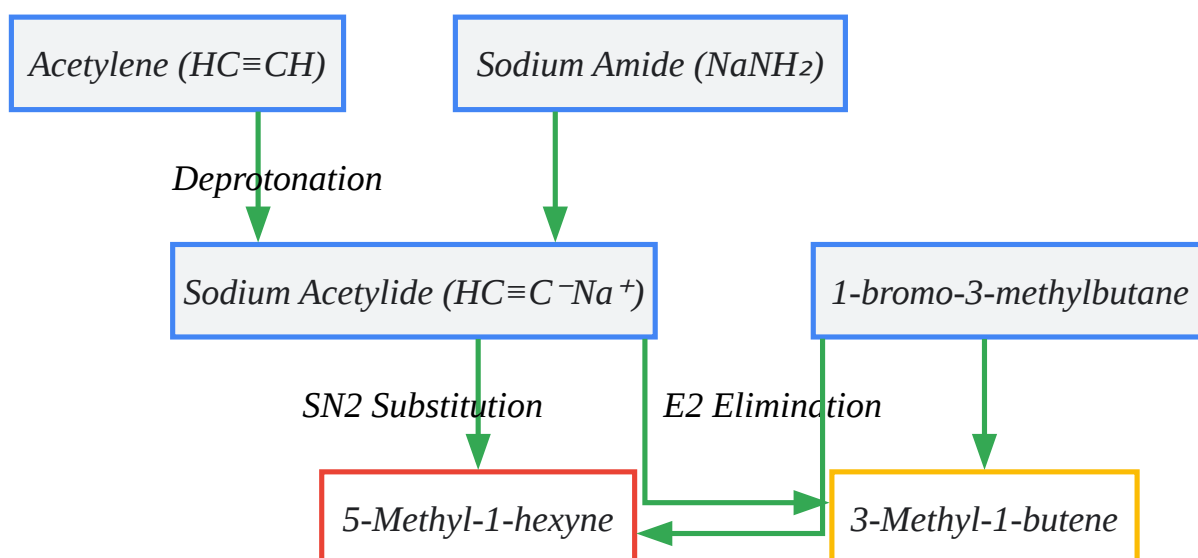 Acetylene (HC≡CH)
Sodium Amide (NaNH₂)
Deprotonation
Sodium Acetylide (HC≡C⁻Na⁺)
1-bromo-3-methylbutane
SN2 Substitution
E2 Elimination
5-Methyl-1-hexyne
3-Methyl-1-butene